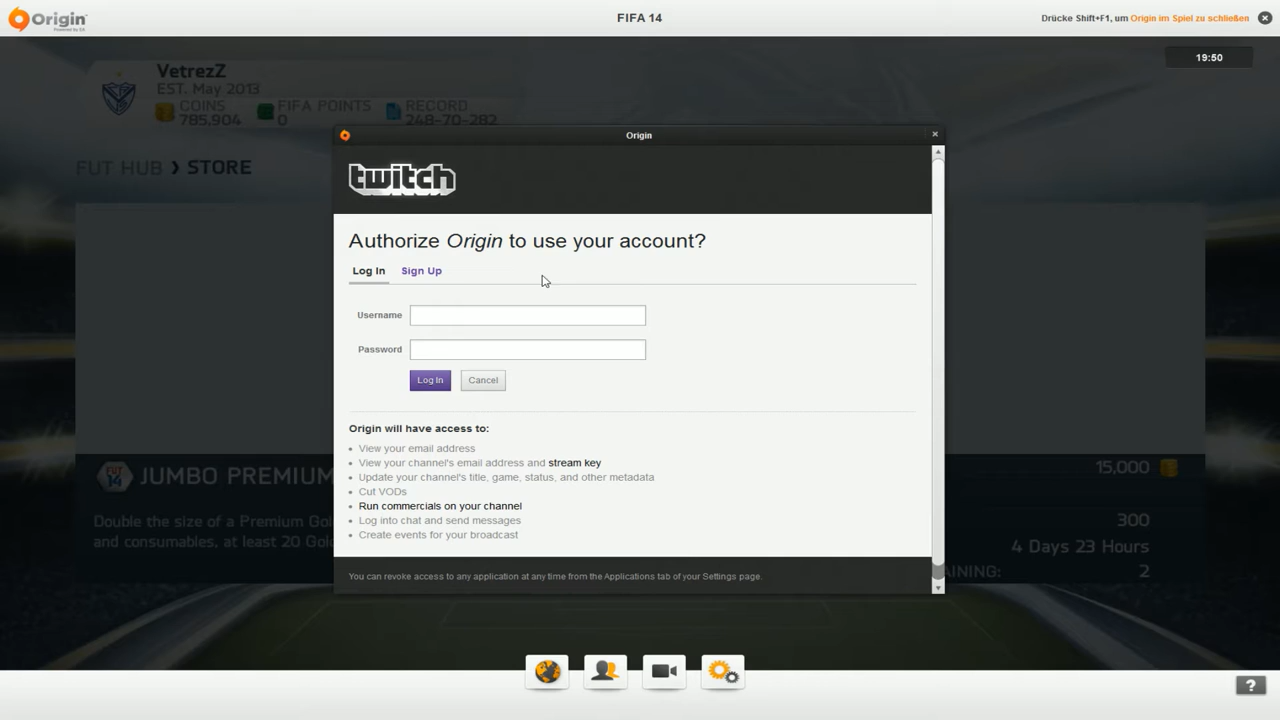 Origin
Powered by EA
FIFA 14
Drücke Shift+F1, um Origin im Spiel zu schließen
19:50
VetrezZ
EST. May 2013
COINS
785,904
FIFA POINTS
0
RECORD
248-70-282
FUT HUB › STORE
Origin
twitch
Authorize Origin to use your account?
Log In
Sign Up
Username
Password
Log In
Cancel
Origin will have access to:
• View your email address
• View your channel's email address and stream key
• Update your channel's title, game, status, and other metadata
• Cut VODs
• Run commercials on your channel
• Log into chat and send messages
• Create events for your broadcast
You can revoke access to any application at any time from the Applications tab of your Settings page.
FUT 14
JUMBO PREMIUM
Double the size of a Premium
and consumables, at least 20
15,000
300
4 Days 23 Hours
2
?